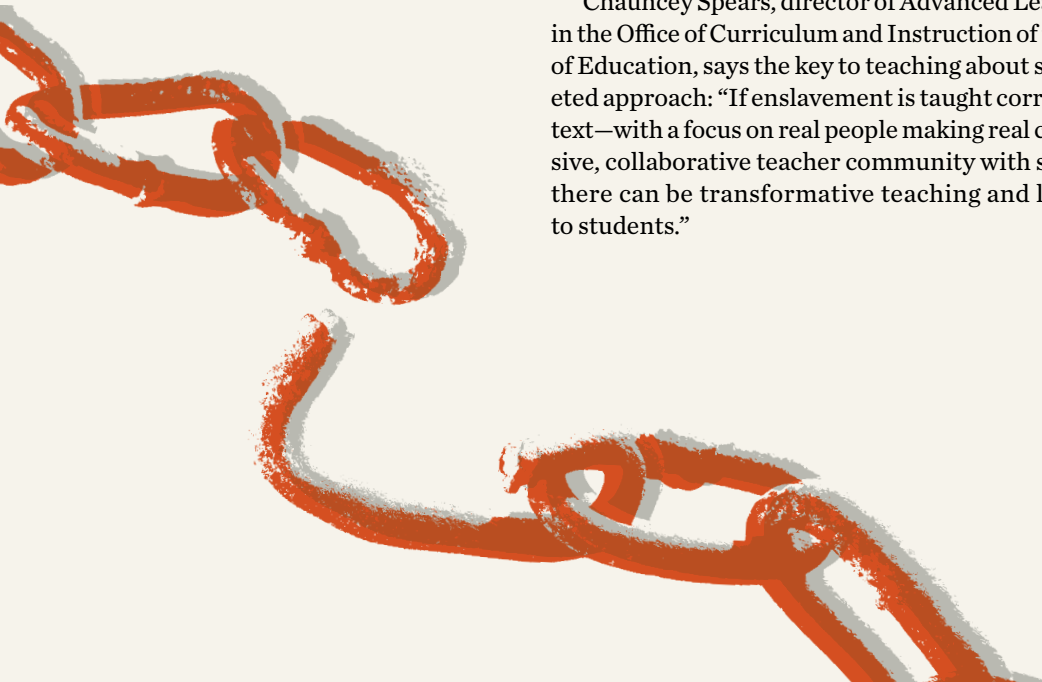 Chauncey Spears, director of Advanced
in the Office of Curriculum and Instruction of
of Education, says the key to teaching about
eted approach: “If enslavement is taught
text—with a focus on real people making real
sive, collaborative teacher community with
there can be transformative teaching and
to students.”